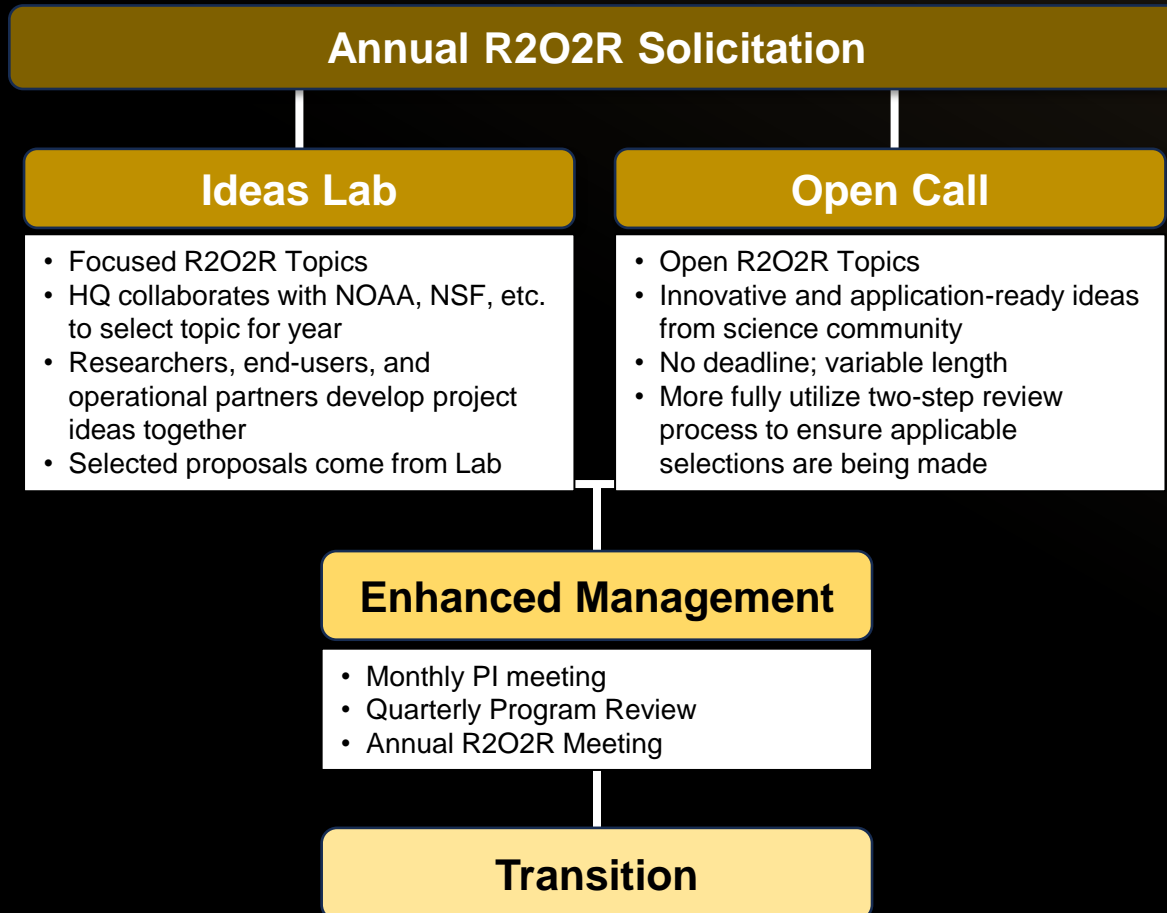 Annual R2O2R Solicitation
Ideas Lab
• Focused R2O2R Topics
• HQ collaborates with NOAA, NSF, etc.
to select topic for year
• Researchers, end-users, and
operational partners develop project
ideas together
• Selected proposals come from Lab
Open Call
• Open R2O2R Topics
• Innovative and application-ready ideas
from science community
• No deadline; variable length
• More fully utilize two-step review
process to ensure applicable
selections are being made
Enhanced Management
• Monthly PI meeting
• Quarterly Program Review
• Annual R2O2R Meeting
Transition